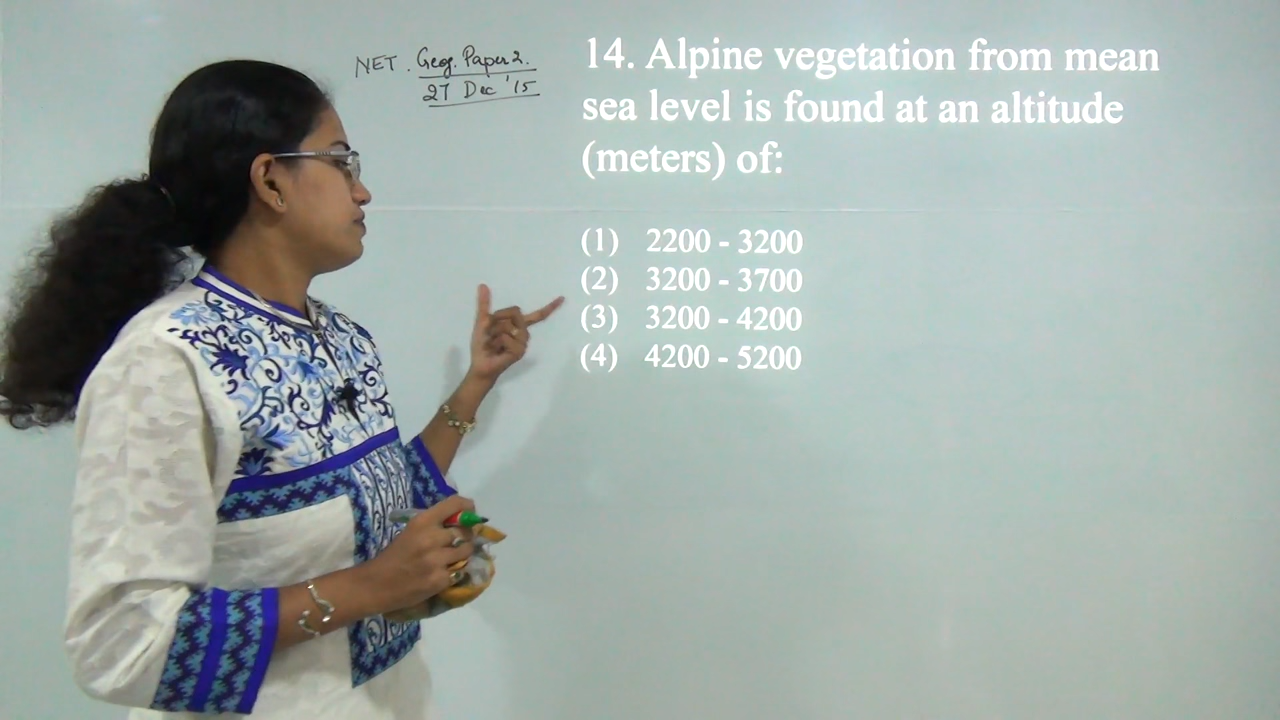 NET. Geog. Paper 2.
27 Dec '15
14. Alpine vegetation from mean
sea level is found at an altitude
(meters) of:
(1) 2200 - 3200
(2) 3200 - 3700
(3) 3200 - 4200
(4) 4200 - 5200